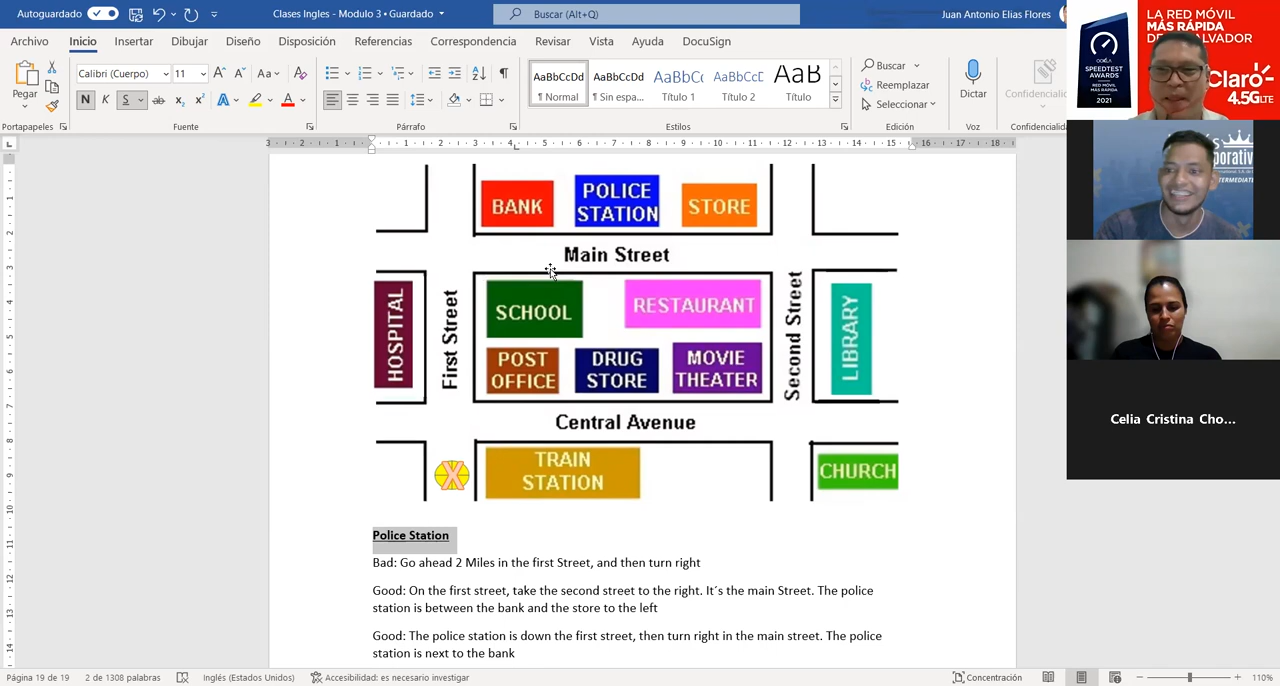 Autoguardado
Clases Ingles - Modulo 3 • Guardado
Buscar (Alt+Q)
Juan Antonio Elias Flores
Archivo
Inicio
Insertar
Dibujar
Diseño
Disposición
Referencias
Correspondencia
Revisar
Vista
Ayuda
DocuSign
Pegar
Calibri (Cuerpo)
11
N K S ab x₂ x²
AaBbCcDd
¶ Normal
AaBbCcDd
¶ Sin espa...
AaBbCc
Título 1
AaBbCcD
Título 2
AaB
Título
Buscar
Reemplazar
Seleccionar
Dictar
Confidencialid
Portapapeles
Fuente
Párrafo
Estilos
Edición
Voz
Confidencialid
BANK
POLICE
STATION
STORE
Main Street
HOSPITAL
First Street
SCHOOL
RESTAURANT
Second Street
LIBRARY
POST
OFFICE
DRUG
STORE
MOVIE
THEATER
Central Avenue
X
TRAIN
STATION
CHURCH
Police Station
Bad: Go ahead 2 Miles in the first Street, and then turn right
Good: On the first street, take the second street to the right. It´s the main Street. The police
station is between the bank and the store to the left
Good: The police station is down the first street, then turn right in the main street. The police
station is next to the bank
Página 19 de 19
2 de 1308 palabras
Inglés (Estados Unidos)
Accesibilidad: es necesario investigar
Concentración
110%
LA RED MÓVIL
MÁS RÁPIDA
SPEEDTEST
AWARDS
2021
Claro
4.5G LTE
Celia Cristina Cho...